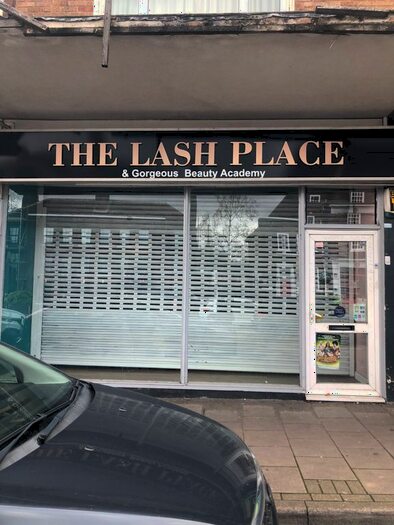 THE LASH PLACE
& Gorgeous Beauty Academy